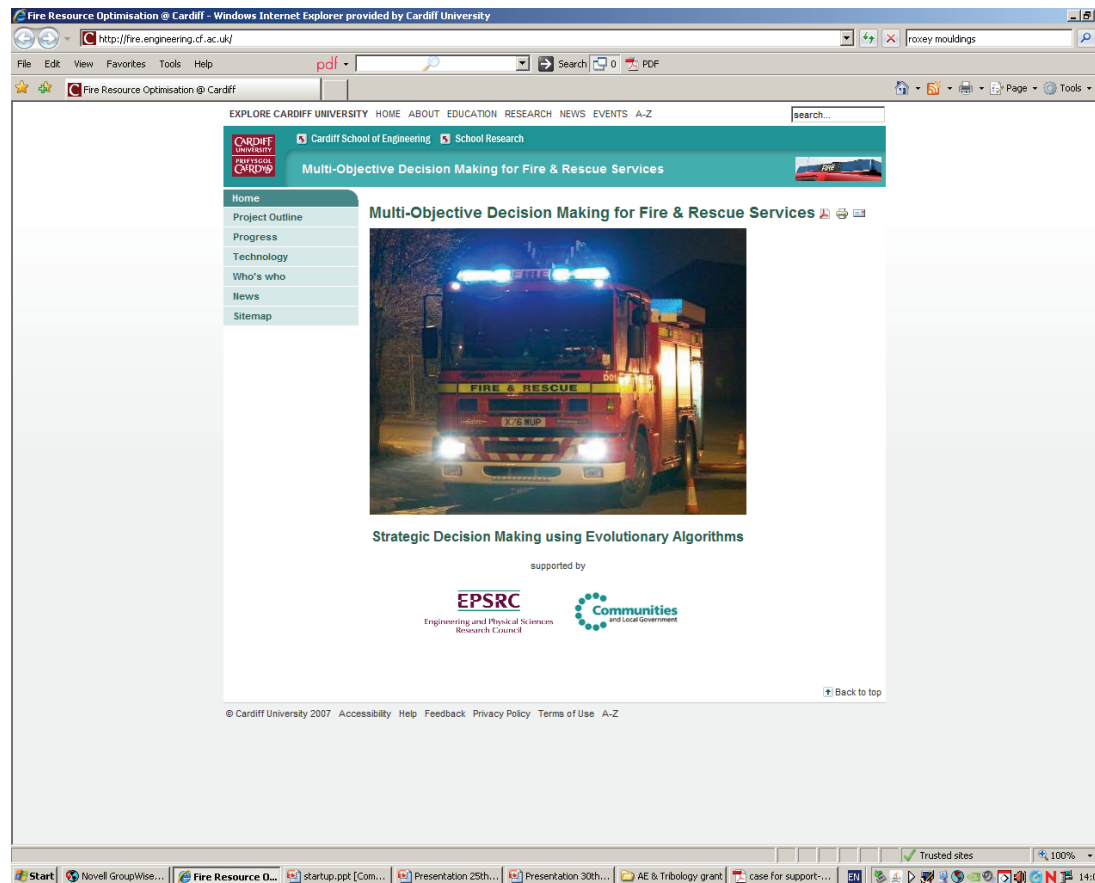 Fire Resource Optimisation @ Cardiff - Windows Internet Explorer provided by Cardiff University
http://fire.engineering.cf.ac.uk/
roxey mouldings
File Edit View Favorites Tools Help
pdf
Search 0 PDF
Fire Resource Optimisation @ Cardiff
Page Tools
EXPLORE CARDIFF UNIVERSITY HOME ABOUT EDUCATION RESEARCH NEWS EVENTS A-Z
search...
CARDIFF UNIVERSITY
PRIFYSGOL CAERDYDD
Cardiff School of Engineering School Research
Multi-Objective Decision Making for Fire & Rescue Services
FIRE
Home
Project Outline
Progress
Technology
Who's who
News
Sitemap
Multi-Objective Decision Making for Fire & Rescue Services
FIRE
D01
FIRE & RESCUE
Strategic Decision Making using Evolutionary Algorithms
supported by
EPSRC
Engineering and Physical Sciences
Research Council
Communities
and Local Government
Back to top
© Cardiff University 2007 Accessibility Help Feedback Privacy Policy Terms of Use A-Z
Trusted sites
100%
Start
Novell GroupWise...
Fire Resource O...
startup.ppt [Com...
Presentation 25th...
Presentation 30th...
AE & Tribology grant
case for support-...
EN
14:0